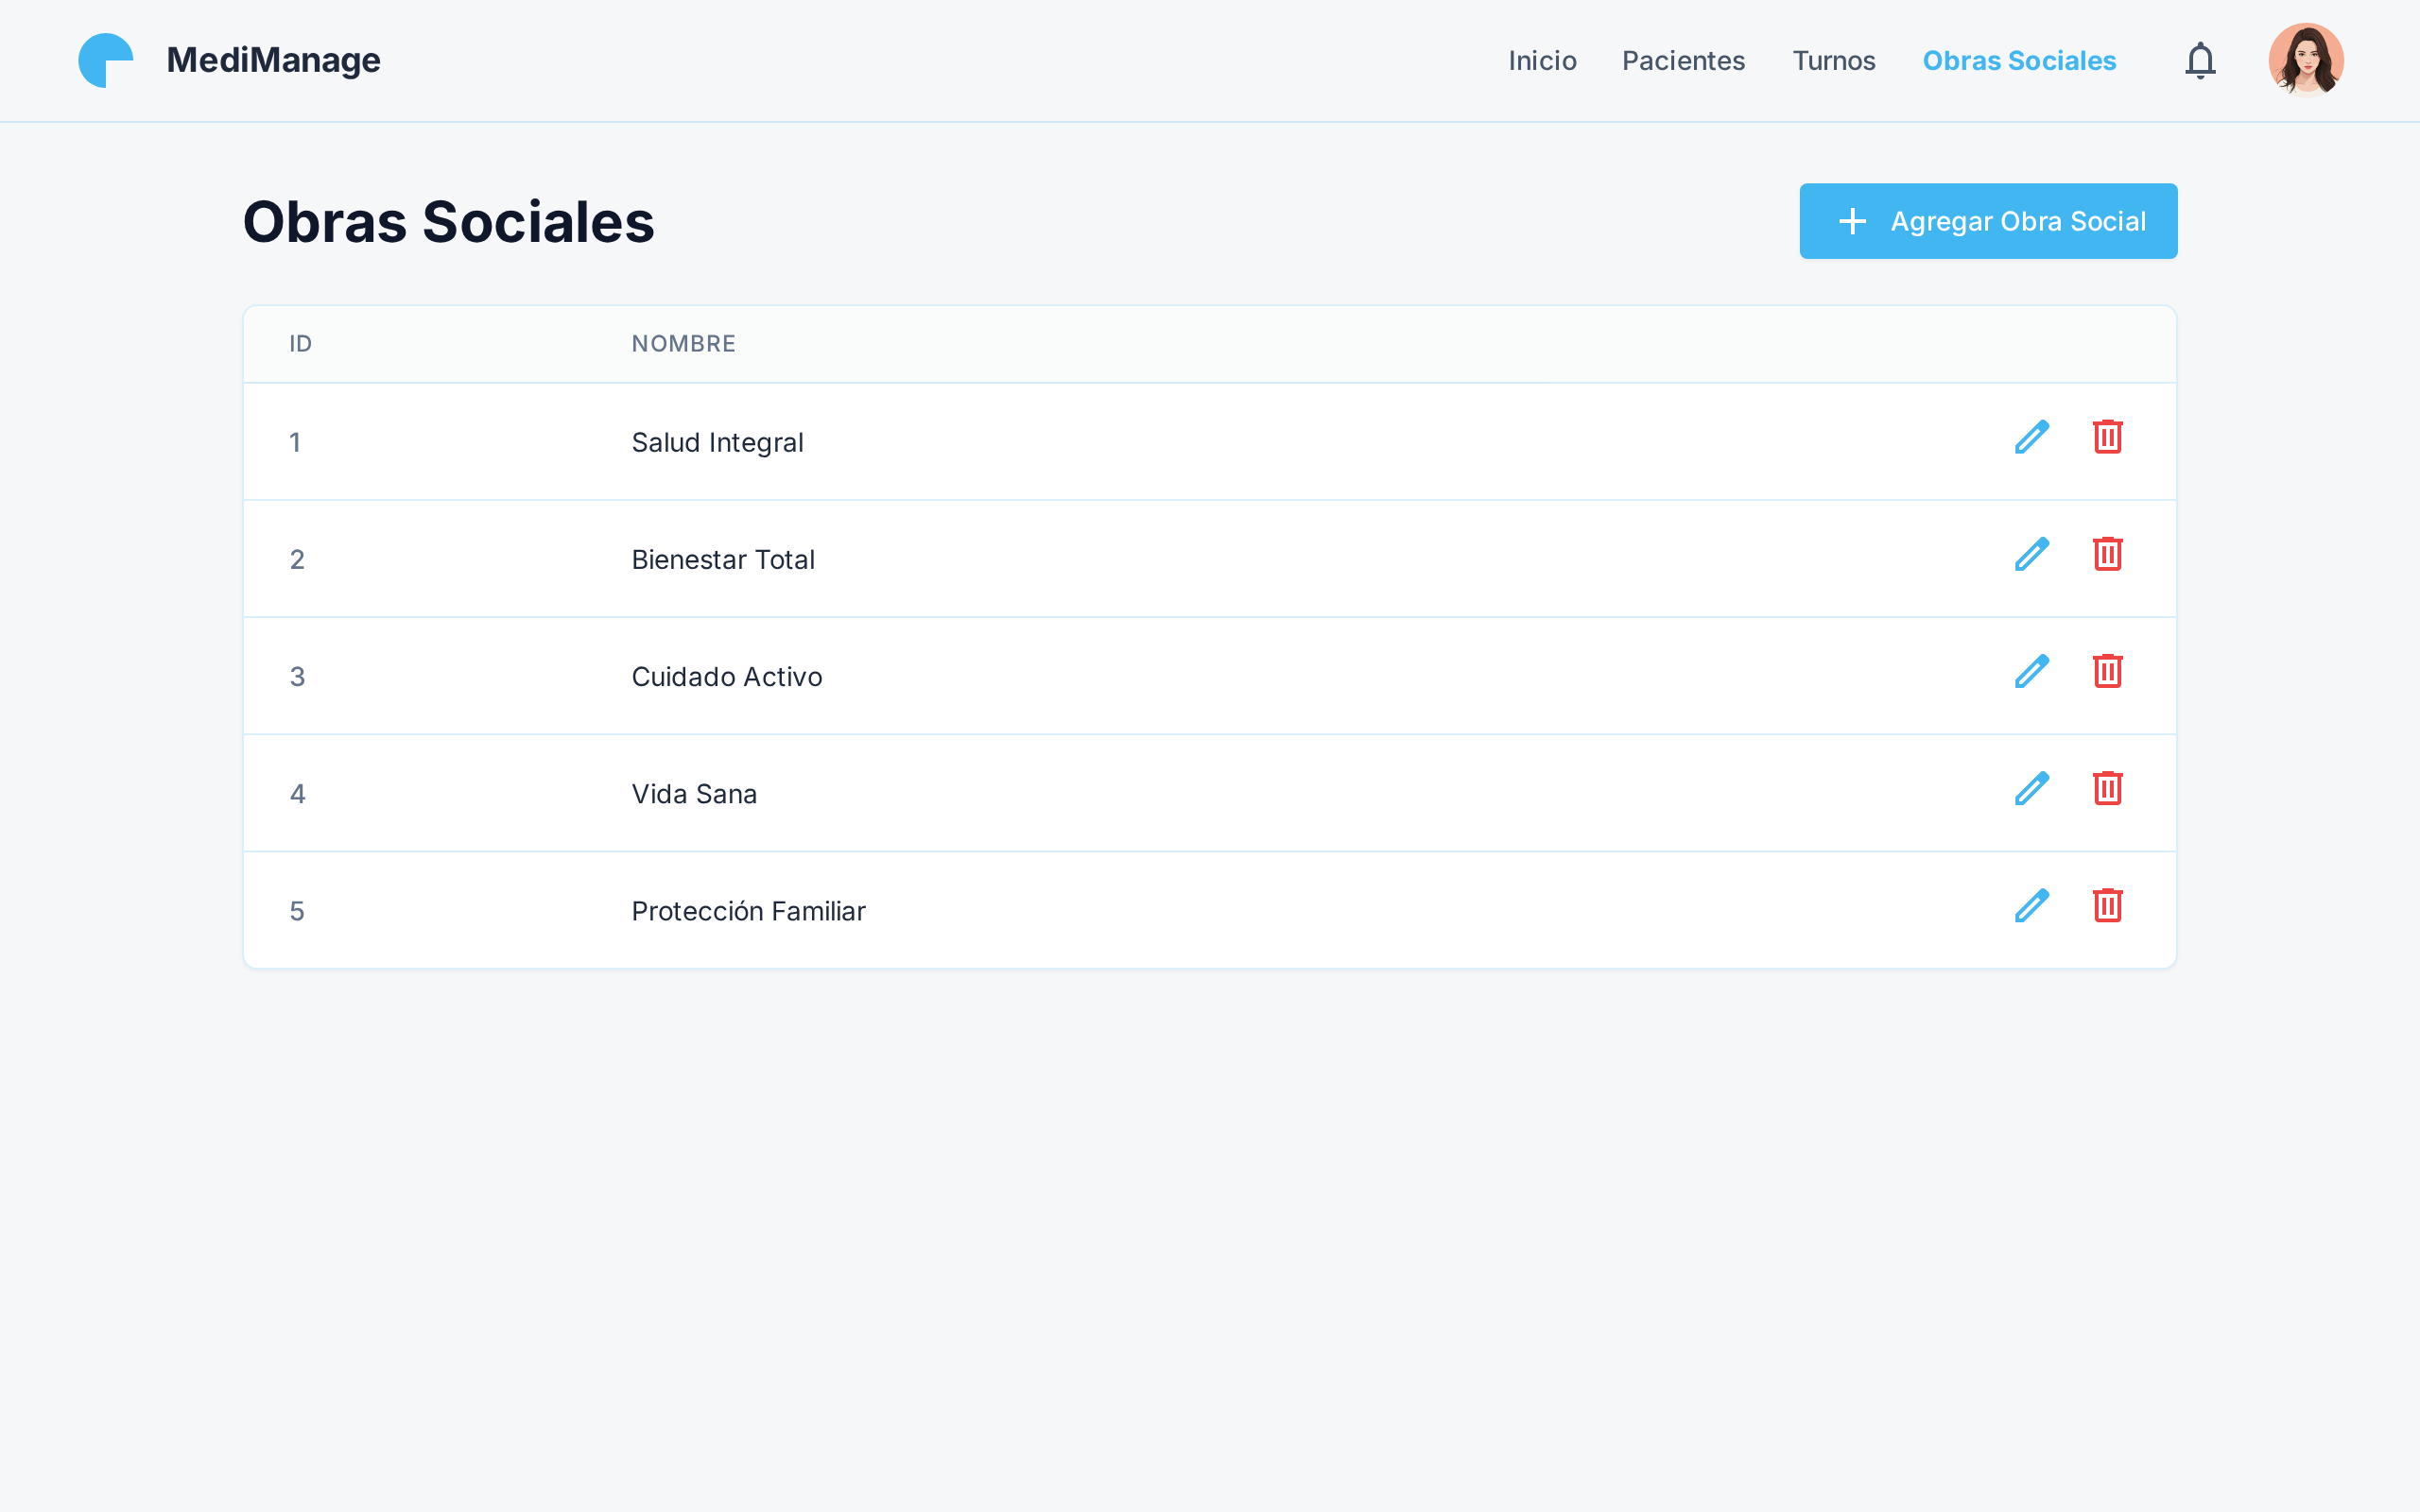 MediManage
Inicio Pacientes Turnos Obras Sociales
Obras Sociales
Agregar Obra Social
ID NOMBRE
1 Salud Integral
2 Bienestar Total
3 Cuidado Activo
4 Vida Sana
5 Protección Familiar